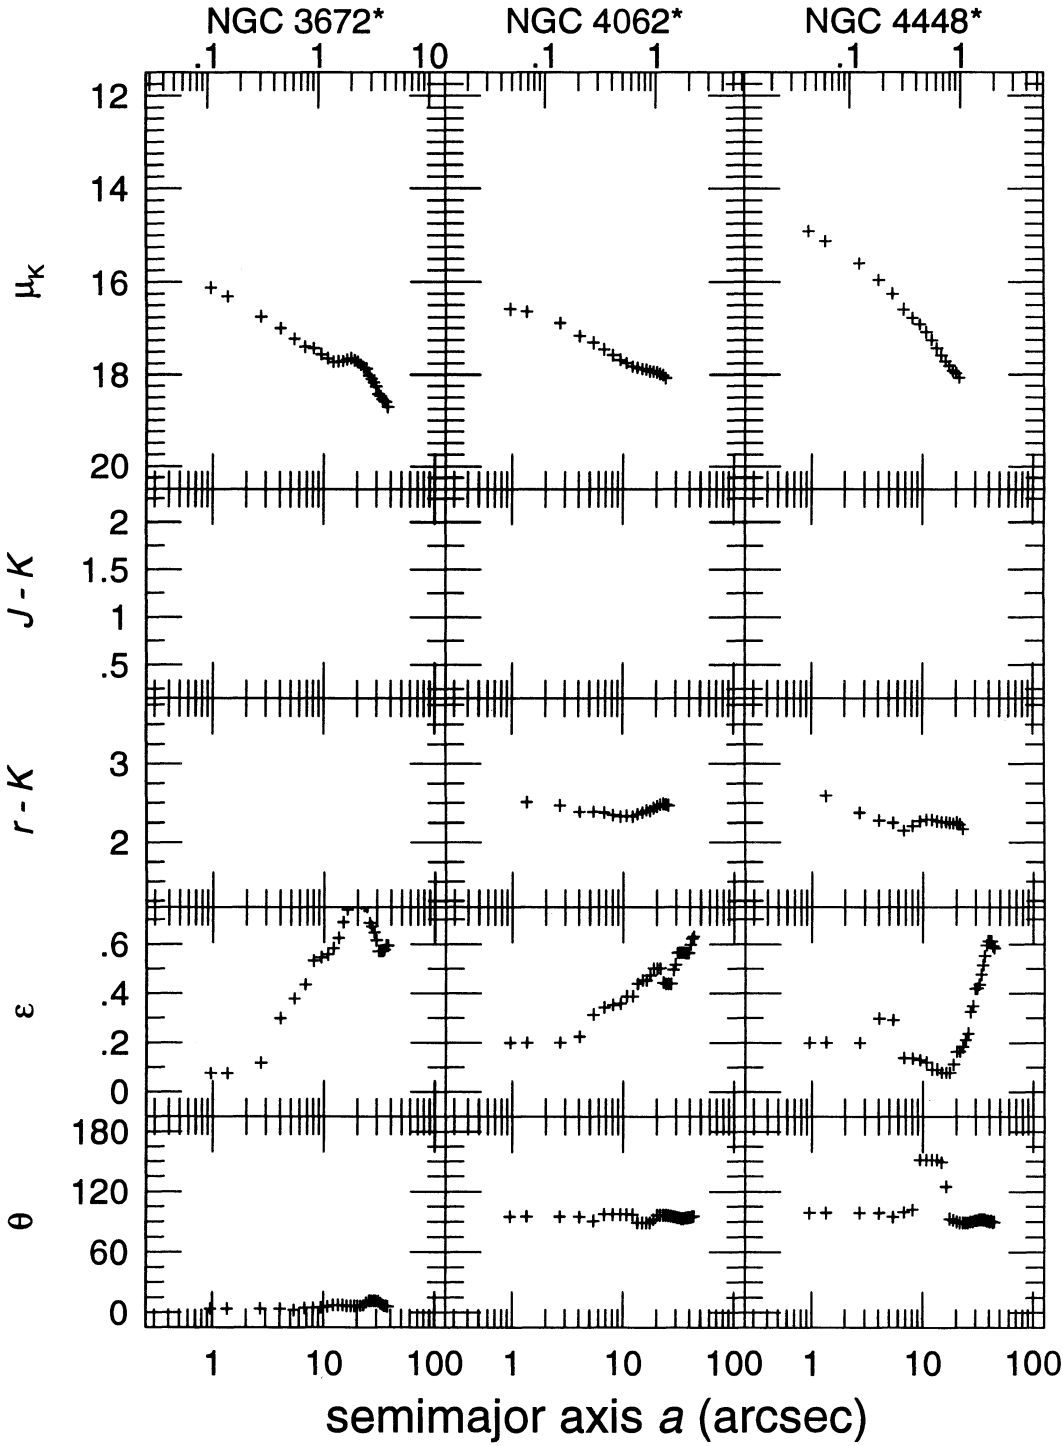 NGC 3672* NGC 4062* NGC 4448*
.1 1 10 .1 1 .1 1
12
14
μK
16
18
20
2
J - K
1.5
1
.5
3
r - K
2
.6
.4
ε
.2
0
180
120
θ
60
0
1 10 100 1 10 100 1 10 100
semimajor axis a (arcsec)